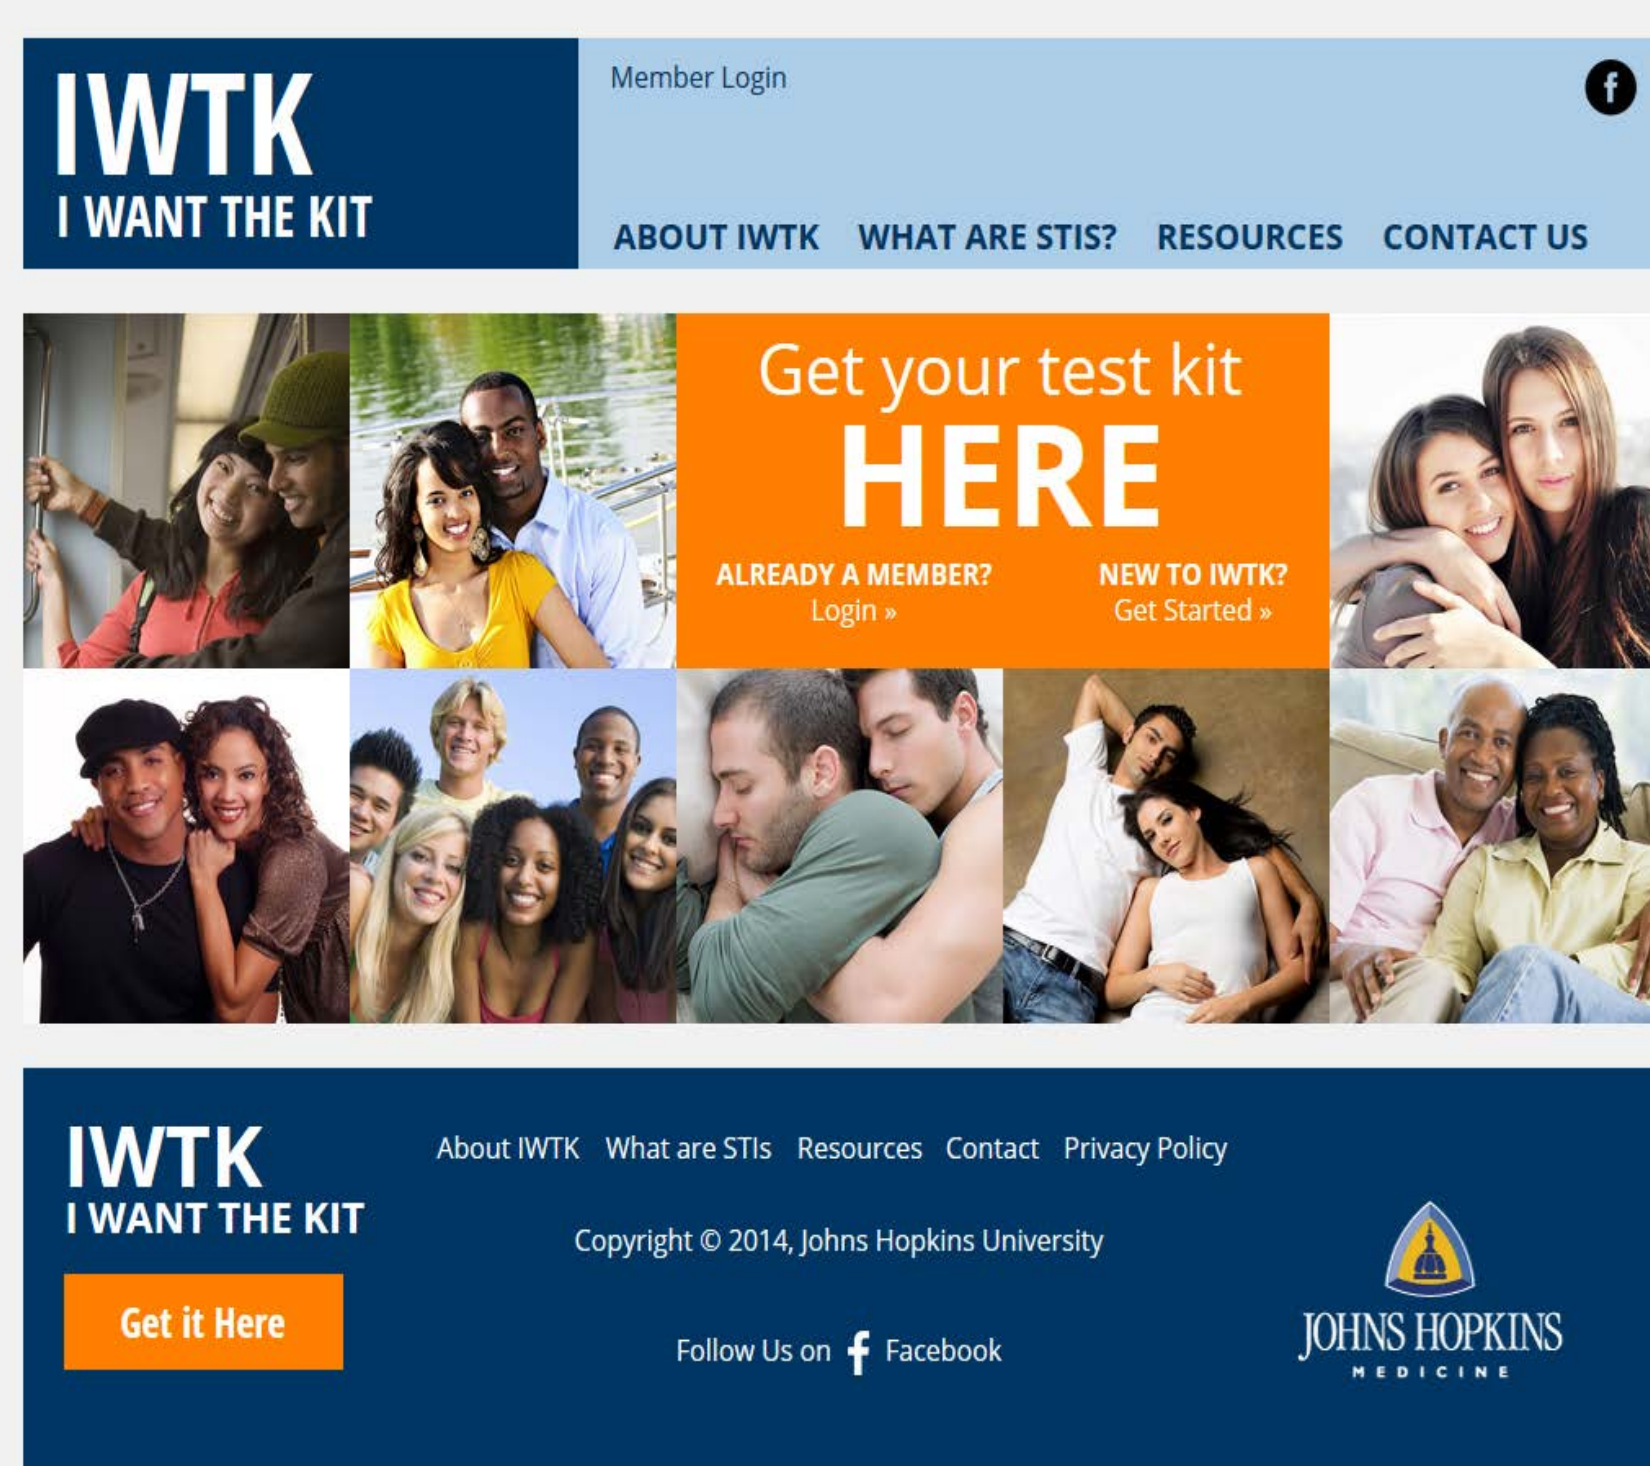 IWTK
I WANT THE KIT
Member Login
f
ABOUT IWTK WHAT ARE STIS? RESOURCES CONTACT US
Get your test kit
HERE
ALREADY A MEMBER? NEW TO IWTK?
Login » Get Started »
IWTK
I WANT THE KIT
Get it Here
About IWTK What are STIs Resources Contact Privacy Policy
Copyright © 2014, Johns Hopkins University
Follow Us on f Facebook
JOHNS HOPKINS
MEDICINE